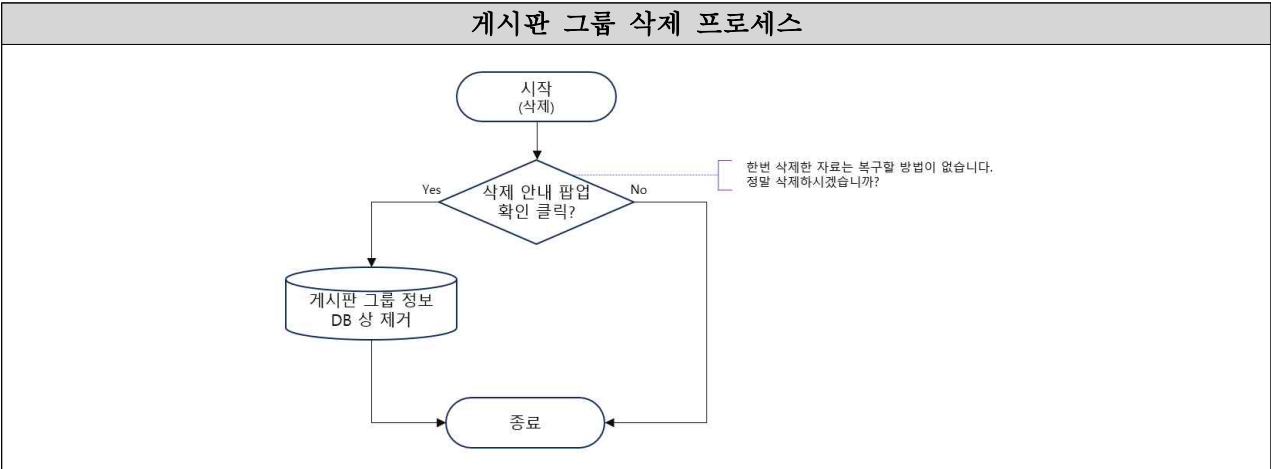 게시판 그룹 삭제 프로세스
시작
(삭제)
한번 삭제한 자료는 복구할 방법이 없습니다.
정말 삭제하시겠습니까?
Yes
삭제 안내 팝업
확인 클릭?
No
게시판 그룹 정보
DB 상 제거
종료